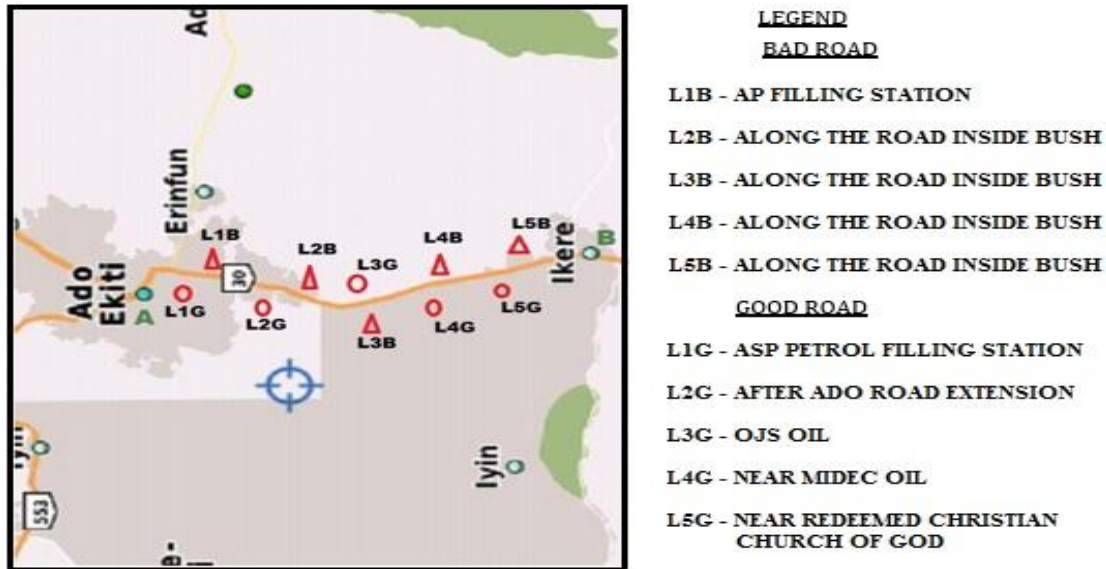 Ad
Erinfun
Ado
Ekiti
A
L1B
30
L2B
L3G
L4B
L5B
Ikere
B
L1G
L2G
L3B
L4G
L5G
Iyin
553
Iyin
LEGEND
BAD ROAD
L1B - AP FILLING STATION
L2B - ALONG THE ROAD INSIDE BUSH
L3B - ALONG THE ROAD INSIDE BUSH
L4B - ALONG THE ROAD INSIDE BUSH
L5B - ALONG THE ROAD INSIDE BUSH
GOOD ROAD
L1G - ASP PETROL FILLING STATION
L2G - AFTER ADO ROAD EXTENSION
L3G - OJS OIL
L4G - NEAR MIDEC OIL
L5G - NEAR REDEEMED CHRISTIAN
CHURCH OF GOD